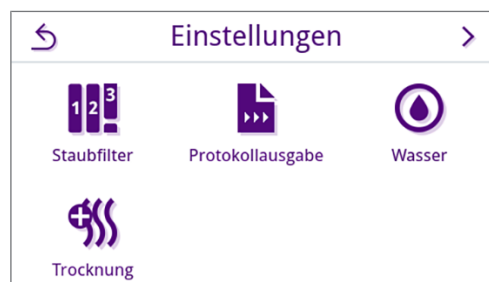 Einstellungen
1 2 3
Staubfilter Protokollausgabe Wasser
Trocknung